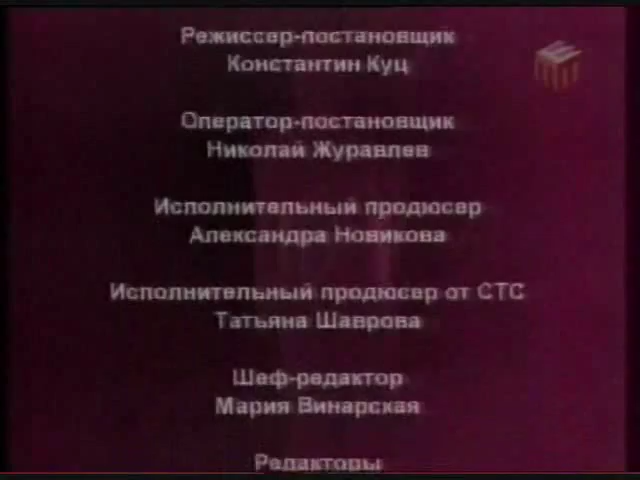 Режиссер-постановщик
Константин Куц
Оператор-постановщик
Николай Журавлев
Исполнительный продюсер
Александра Новикова
Исполнительный продюсер от СТС
Татьяна Шаврова
Шеф-редактор
Мария Винарская
Редакторы